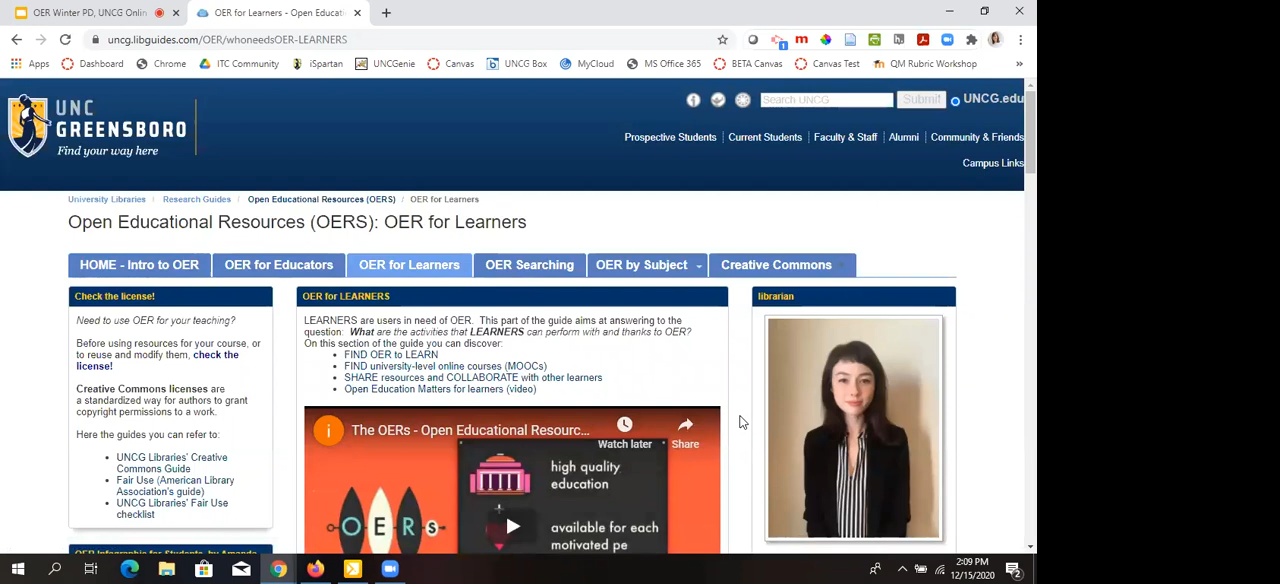 OER Winter PD, UNCG Onlin
OER for Learners - Open Educati
uncg.libguides.com/OER/whoneedsOER-LEARNERS
Apps Dashboard Chrome ITC Community iSpartan UNCGenie Canvas UNCG Box MyCloud MS Office 365 BETA Canvas Canvas Test QM Rubric Workshop
UNC
GREENSBORO
Find your way here
Search UNCG Submit UNCG.edu
Prospective Students Current Students Faculty & Staff Alumni Community & Friends
Campus Links
University Libraries / Research Guides / Open Educational Resources (OERS) / OER for Learners
Open Educational Resources (OERS): OER for Learners
HOME - Intro to OER OER for Educators OER for Learners OER Searching OER by Subject Creative Commons
Check the license!
Need to use OER for your teaching?
Before using resources for your course, or
to reuse and modify them, check the
license!
Creative Commons licenses are
a standardized way for authors to grant
copyright permissions to a work.
Here the guides you can refer to:
UNCG Libraries' Creative
Commons Guide
Fair Use (American Library
Association's guide)
UNCG Libraries' Fair Use
checklist
OER Infographic for Students, by Amanda
OER for LEARNERS
LEARNERS are users in need of OER. This part of the guide aims at answering to the
question: What are the activities that LEARNERS can perform with and thanks to OER?
On this section of the guide you can discover:
FIND OER to LEARN
FIND university-level online courses (MOOCs)
SHARE resources and COLLABORATE with other learners
Open Education Matters for learners (video)
The OERs - Open Educational Resourc...
Watch later
Share
high quality
education
OERs
available for each
motivated pe
librarian
2:09 PM
12/15/2020